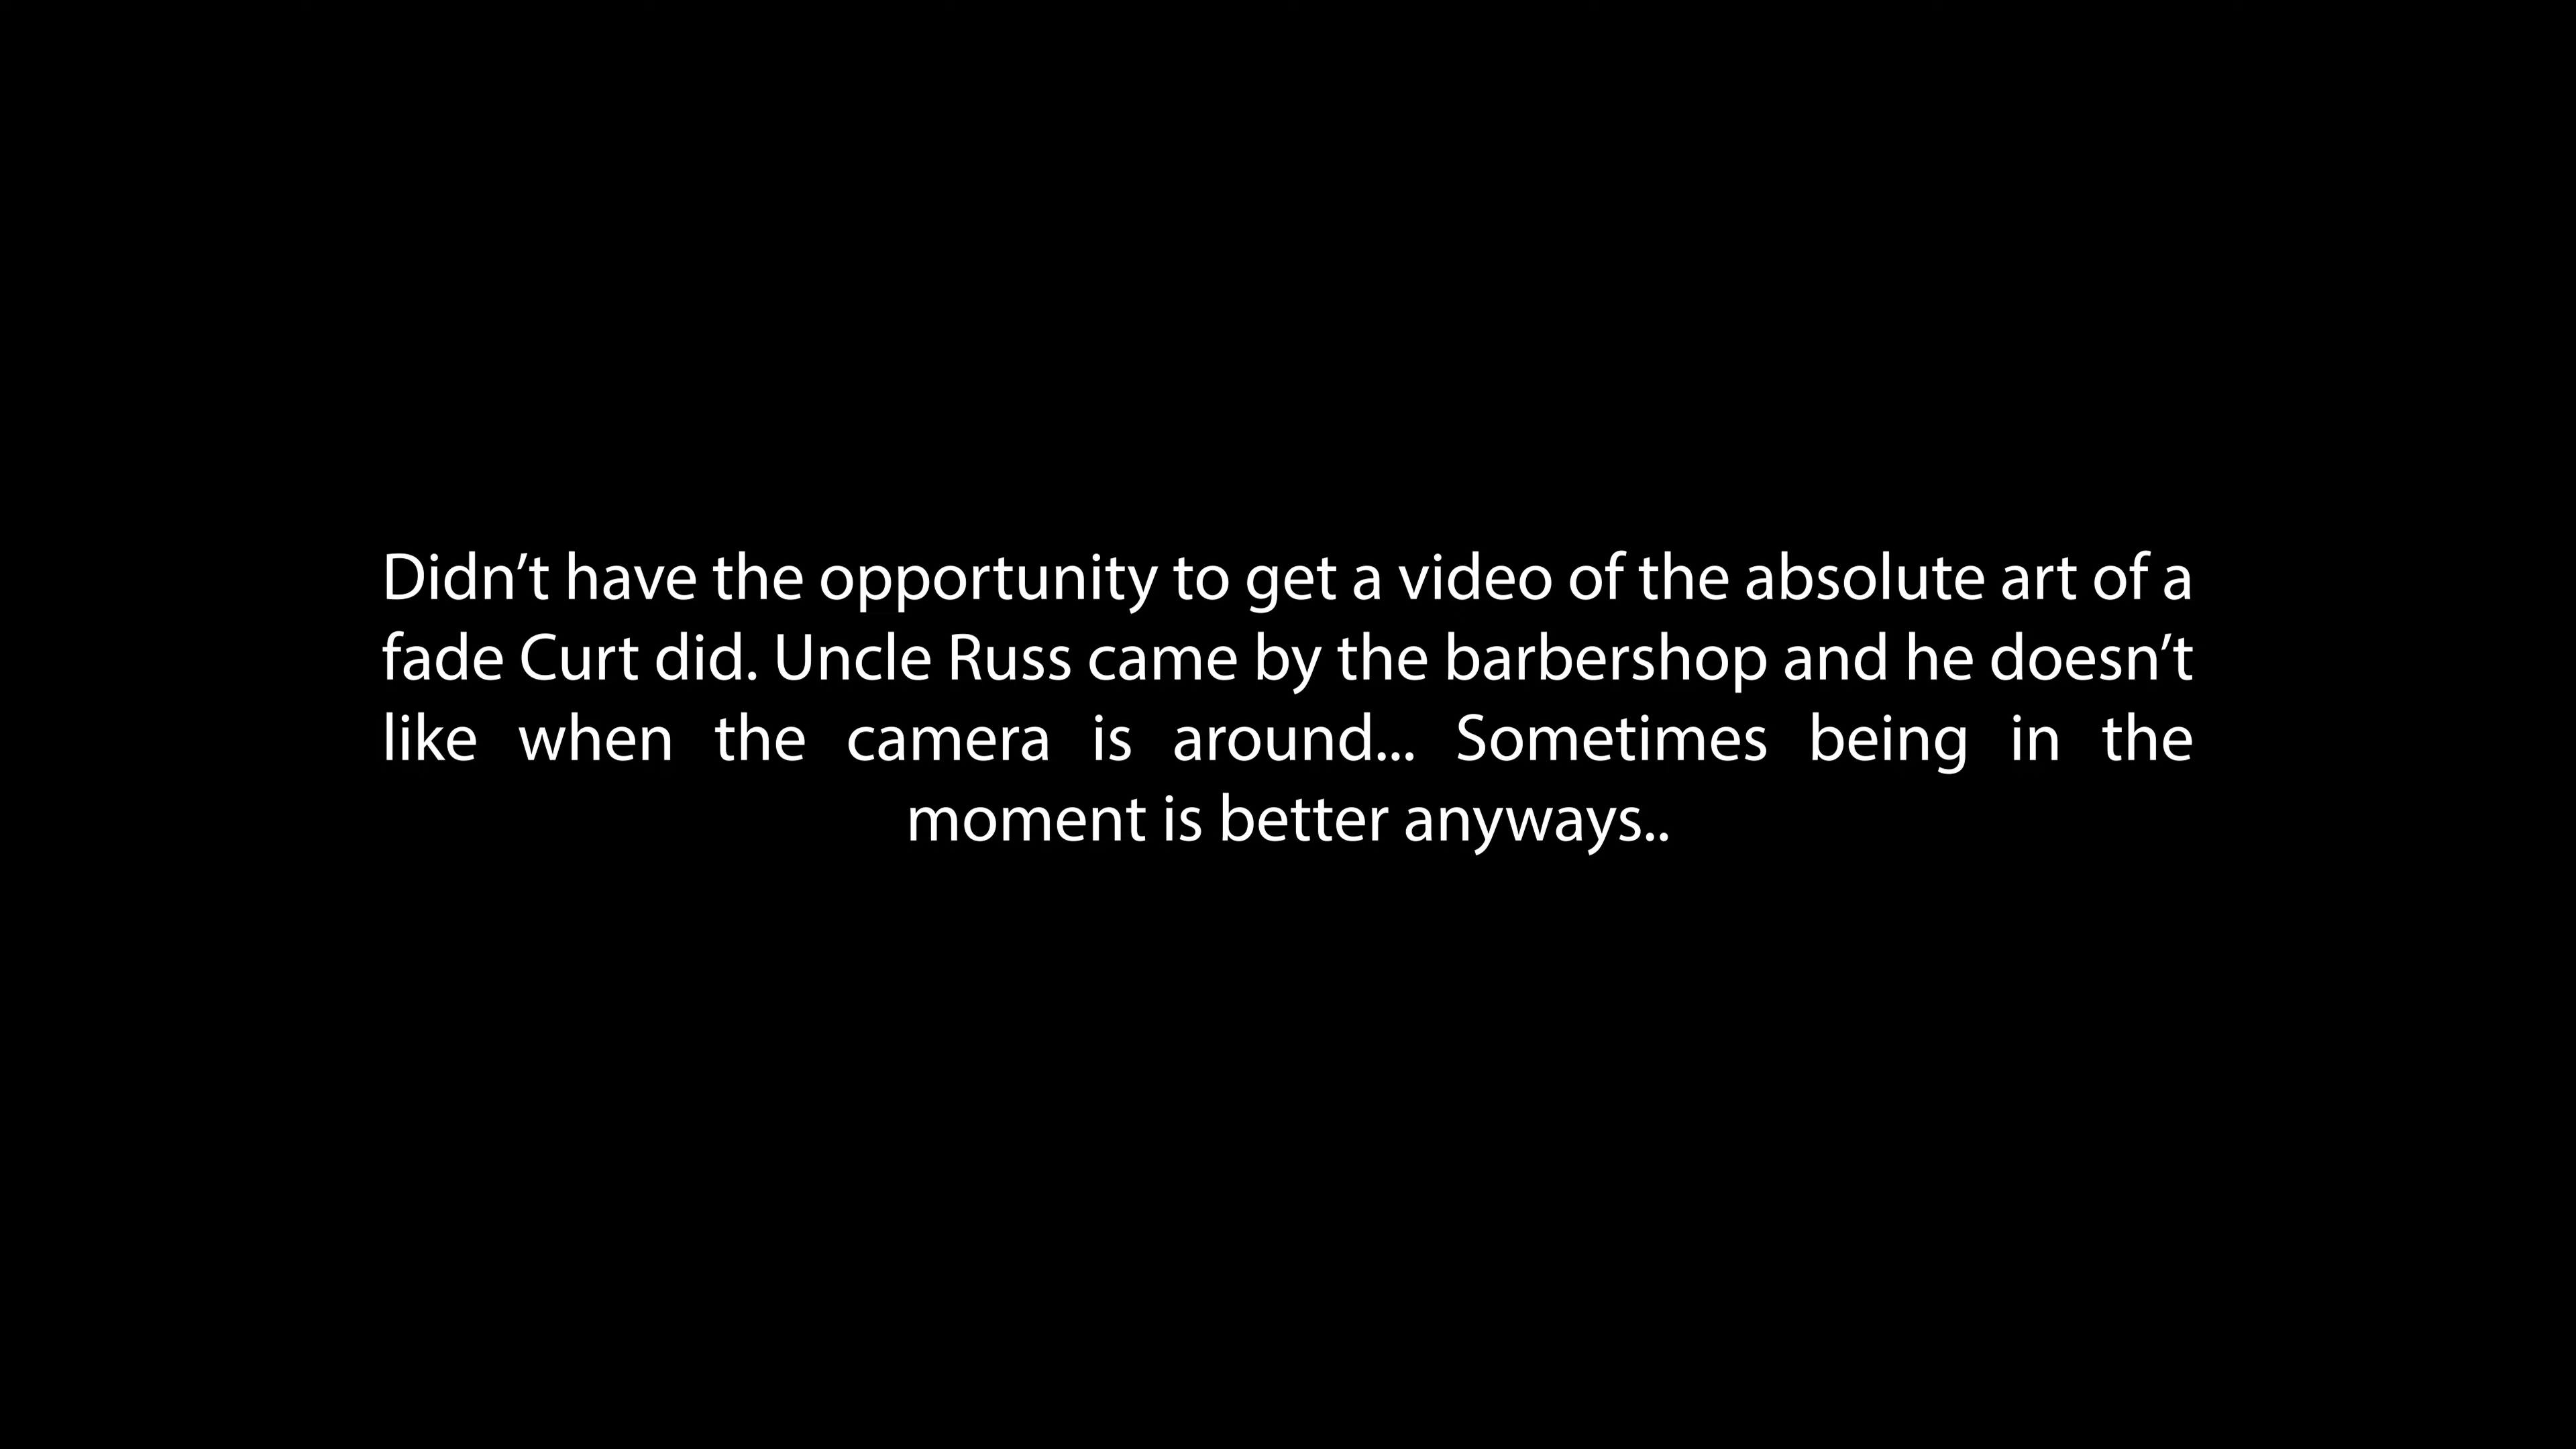 Didn’t have the opportunity to get a video of the absolute art of a
fade Curt did. Uncle Russ came by the barbershop and he doesn’t
like when the camera is around... Sometimes being in the
moment is better anyways..